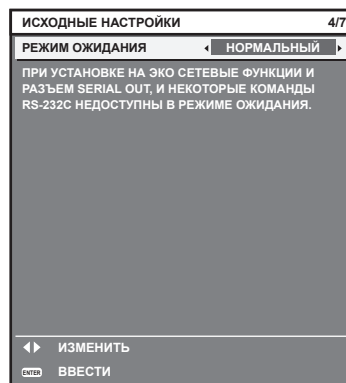 ИСХОДНЫЕ НАСТРОЙКИ 4/7
РЕЖИМ ОЖИДАНИЯ НОРМАЛЬНЫЙ
ПРИ УСТАНОВКЕ НА ЭКО СЕТЕВЫЕ ФУНКЦИИ И
РАЗЪЕМ SERIAL OUT, И НЕКОТОРЫЕ КОМАНДЫ
RS-232C НЕДОСТУПНЫ В РЕЖИМЕ ОЖИДАНИЯ.
ИЗМЕНИТЬ
ENTER ВВЕСТИ